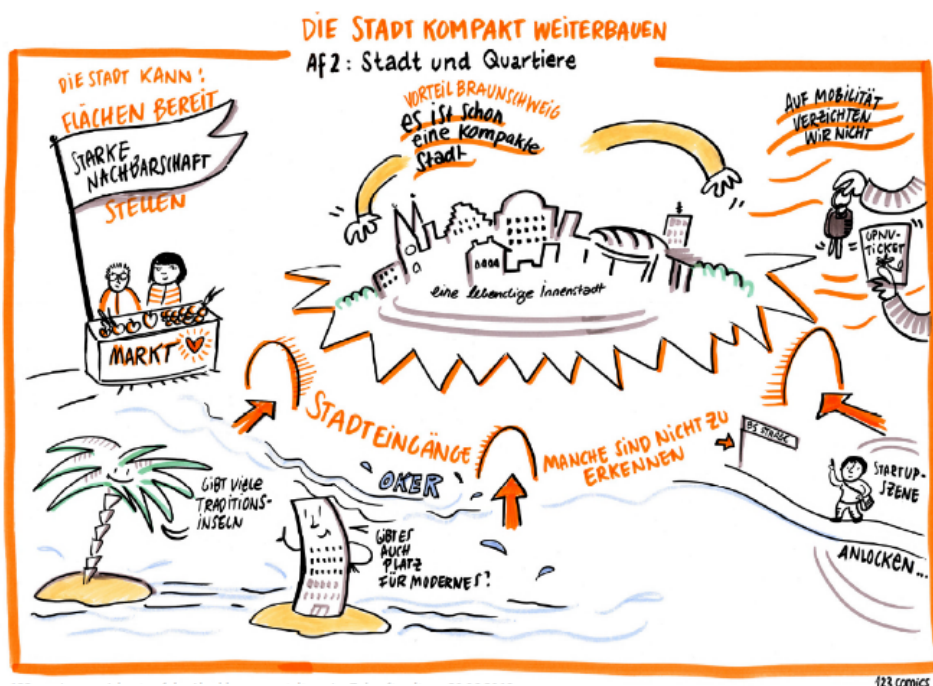 DIE STADT KOMPAKT WEITERBAUEN
AF2: Stadt und Quartiere
DIE STADT KANN:
FLÄCHEN BEREIT
STARKE
NACHBARSCHAFT
STELLEN
MARKT
VORTEIL BRAUNSCHWEIG
es ist schon
eine kompakte
Stadt
eine lebendige Innenstadt
AUF MOBILITÄT
VERZICHTEN
WIR NICHT
ÖPNV-
TICKET
STADTEINGÄNGE
MANCHE SIND NICHT ZU
ERKENNEN
BS STRAßE
STARTUP-
SZENE
ANLOCKEN...
OKER
GIBT VIELE
TRADITIONS-
INSELN
GIBT ES
AUCH
PLATZ
FÜR MODERNES?
123 comics